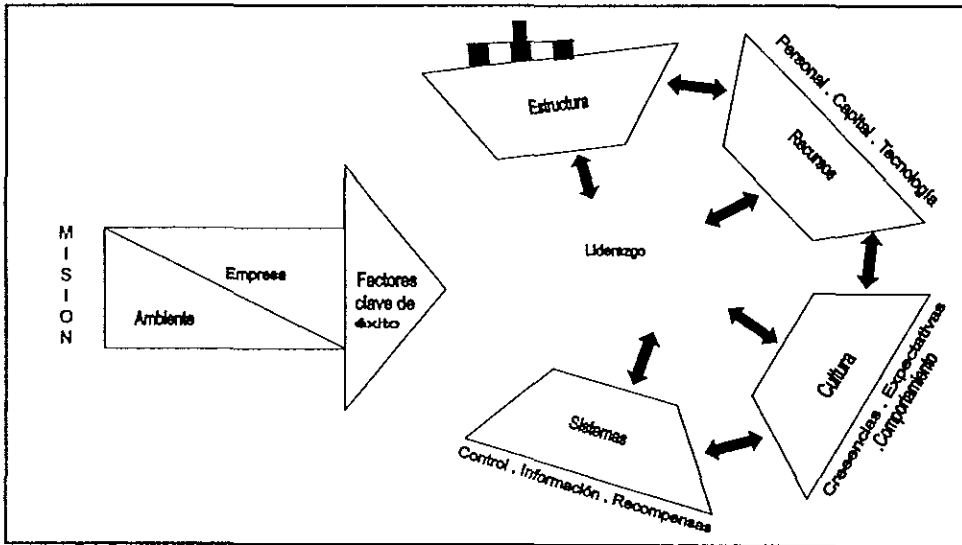 MISION
Ambiente
Empresa
Factores
clave de
éxito
Estructura
Recursos
Personal . Capital . Tecnología
Liderazgo
Cultura
Creencias . Expectativas
.Comportamiento
Sistemas
Control . Información . Recompensas